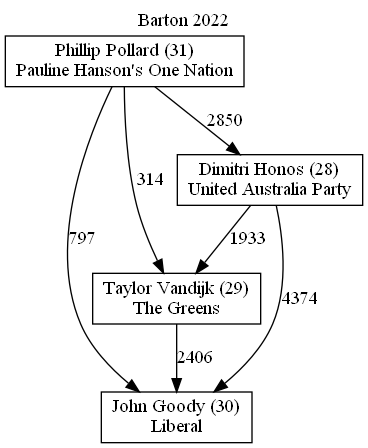 Barton 2022
Phillip Pollard (31)
Pauline Hanson's One Nation
2850
Dimitri Honos (28)
United Australia Party
314
797
1933
Taylor Vandijk (29)
The Greens
4374
2406
John Goody (30)
Liberal